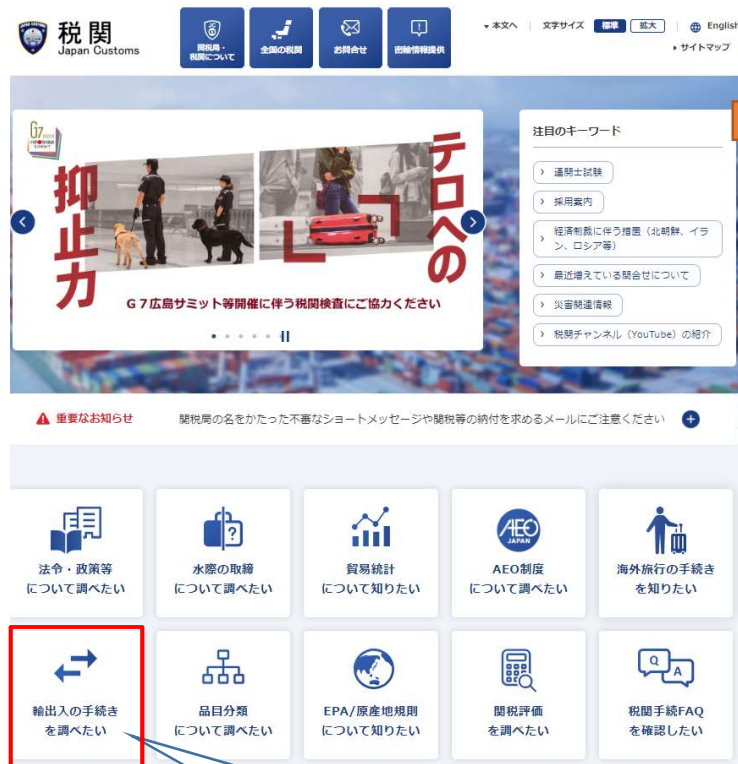 税関
Japan Customs
関税局・
税関について
全国の税関
お問合せ
密輸情報提供
本文へ
文字サイズ 標準 拡大
English
サイトマップ
テロへの
抑止力
G7広島サミット等開催に伴う税関検査にご協力ください
注目のキーワード
通関士試験
採用案内
経済制裁に伴う措置（北朝鮮、イラ
ン、ロシア等）
最近増えている問合せについて
災害関連情報
税関チャンネル（YouTube）の紹介
重要なお知らせ
関税局の名をかたった不審なショートメッセージや関税等の納付を求めるメールにご注意ください
法令・政策等
について調べたい
水際の取締
について調べたい
貿易統計
について知りたい
AEO
JAPAN
AEO制度
について調べたい
海外旅行の手続き
を知りたい
輸出入の手続き
を調べたい
品目分類
について調べたい
EPA/原産地規則
について知りたい
関税評価
を調べたい
Q
A
税関手続FAQ
を確認したい